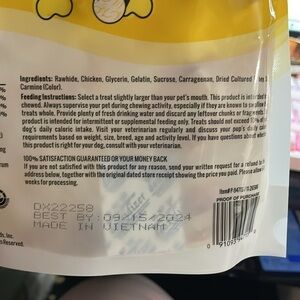 Ingredients: Rawhide, Chicken, Glycerin, Gelatin, Sucrose, Carrageenan, Dried Cultured
Carmine (Color).
Feeding Instructions: Select a treat slightly larger than your pet's mouth. This product is intended
chewed. Always supervise your pet during chewing activity, especially if they are known to
treats whole. Provide plenty of fresh drinking water and discard any leftover chunks or fragments.
product is intended for intermittent or supplemental feeding only. Treats should not exceed
dog's daily caloric intake. Visit your veterinarian regularly and discuss your pup's daily
requirements based on weight, size, breed, age and activity level. If you have questions about
this product is right for your dog, consult with your veterinarian.
100% SATISFACTION GUARANTEED OR YOUR MONEY BACK
If you are not satisfied with this product for any reason, send your written request for a refund to
address below, together with the original dated store receipt showing the price you paid. Please allow
weeks for processing.
DX22258
BEST BY: 09/15/2024
MADE IN VIETNAM
PROOF OF PURCHASE
s Reserved.